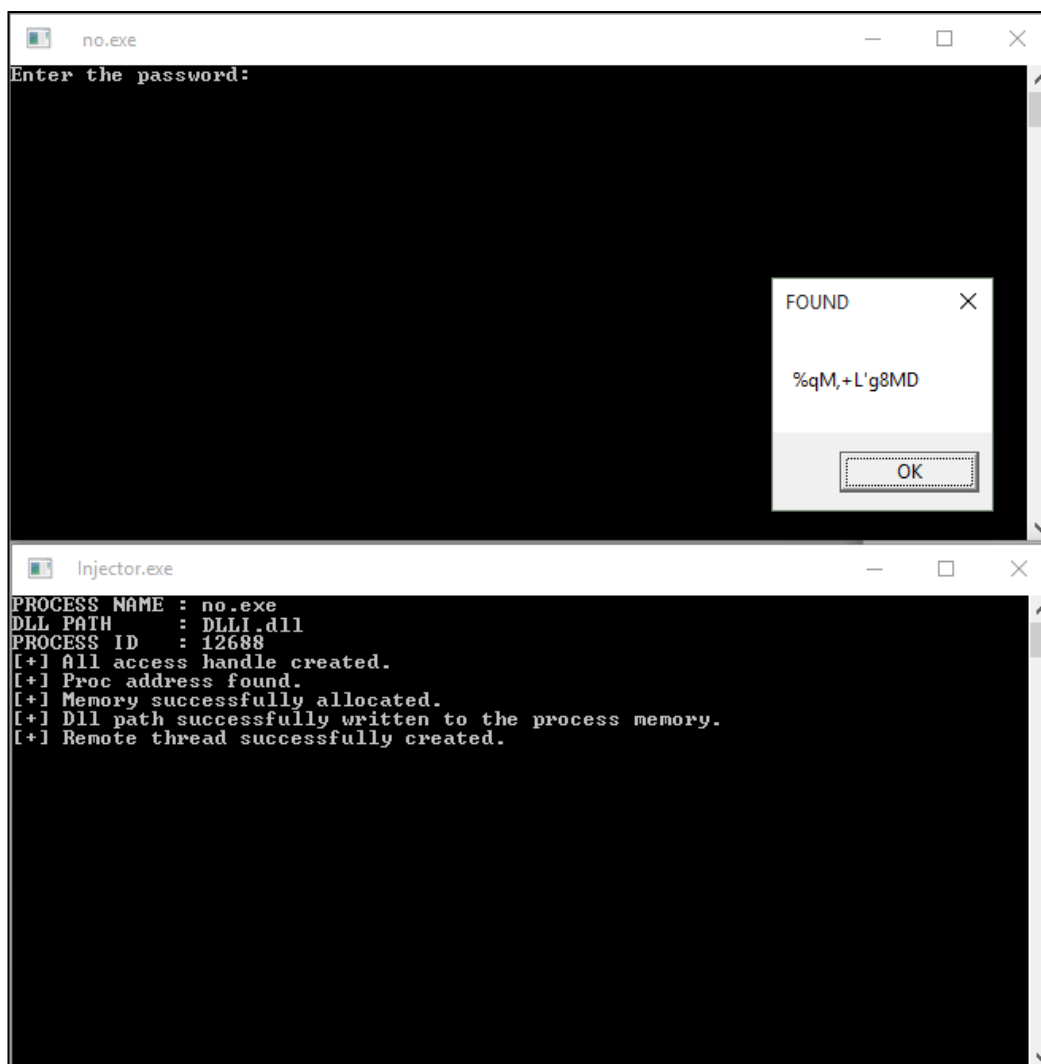 no.exe
Enter the password:
FOUND
%qM,+L'g8MD
OK
Injector.exe
PROCESS NAME : no.exe
DLL PATH     : DLLI.dll
PROCESS ID   : 12688
[+] All access handle created.
[+] Proc address found.
[+] Memory successfully allocated.
[+] Dll path successfully written to the process memory.
[+] Remote thread successfully created.